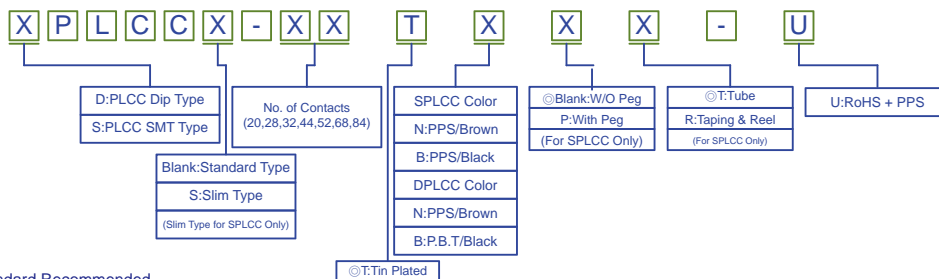 X P L C C X - X X T X X X - U
D:PLCC Dip Type
S:PLCC SMT Type
Blank:Standard Type
S:Slim Type
(Slim Type for SPLCC Only)
No. of Contacts
(20,28,32,44,52,68,84)
◎T:Tin Plated
SPLCC Color
N:PPS/Brown
B:PPS/Black
DPLCC Color
N:PPS/Brown
B:P.B.T/Black
◎Blank:W/O Peg
P:With Peg
(For SPLCC Only)
◎T:Tube
R:Taping & Reel
(For SPLCC Only)
U:RoHS + PPS
Recommended